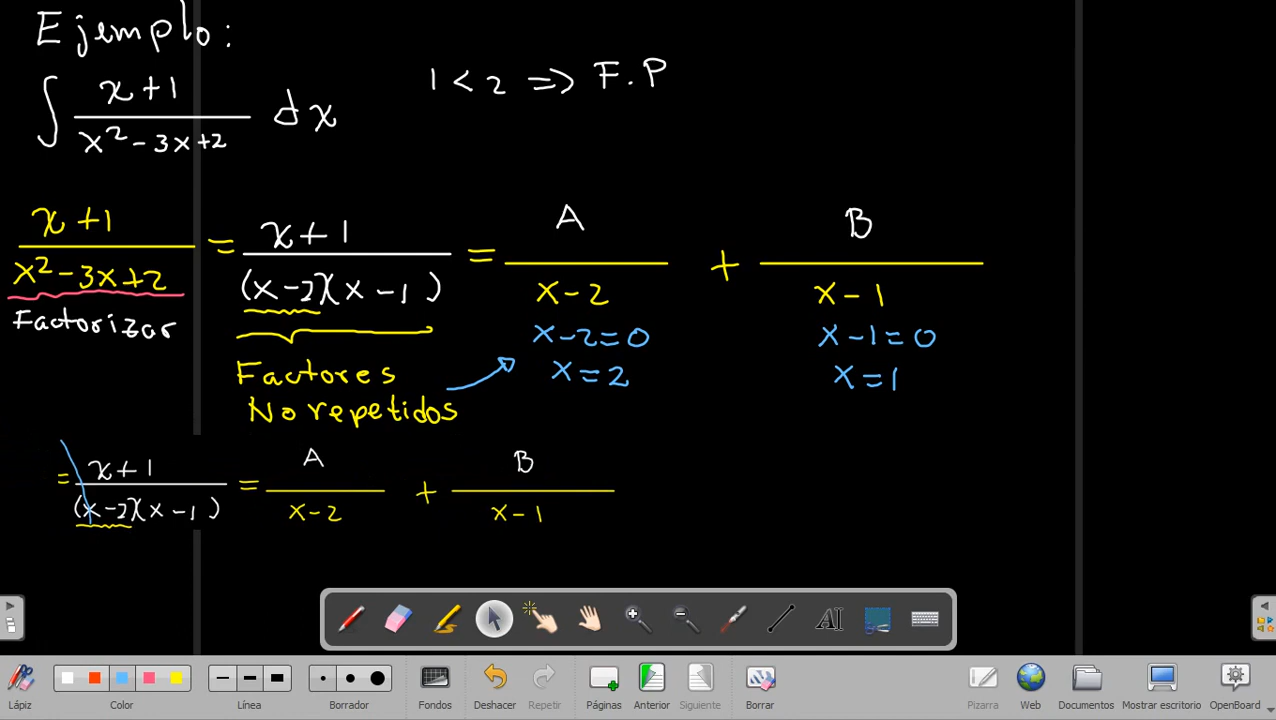 Ejemplo:
∫ x+1 / x²-3x+2 dx
1 < 2 => F.P
x+1 / x²-3x+2 = x+1 / (x-2)(x-1) = A / x-2 + B / x-1
Factorizar
x-2=0
x=2
x-1=0
x=1
Factores
No repetidos
= x+1 / (x-2)(x-1) = A / x-2 + B / x-1
Lápiz
Color
Línea
Borrador
Fondos
Deshacer
Repetir
Páginas
Anterior
Siguiente
Borrar
Pizarra
Web
Documentos
Mostrar escritorio
OpenBoard